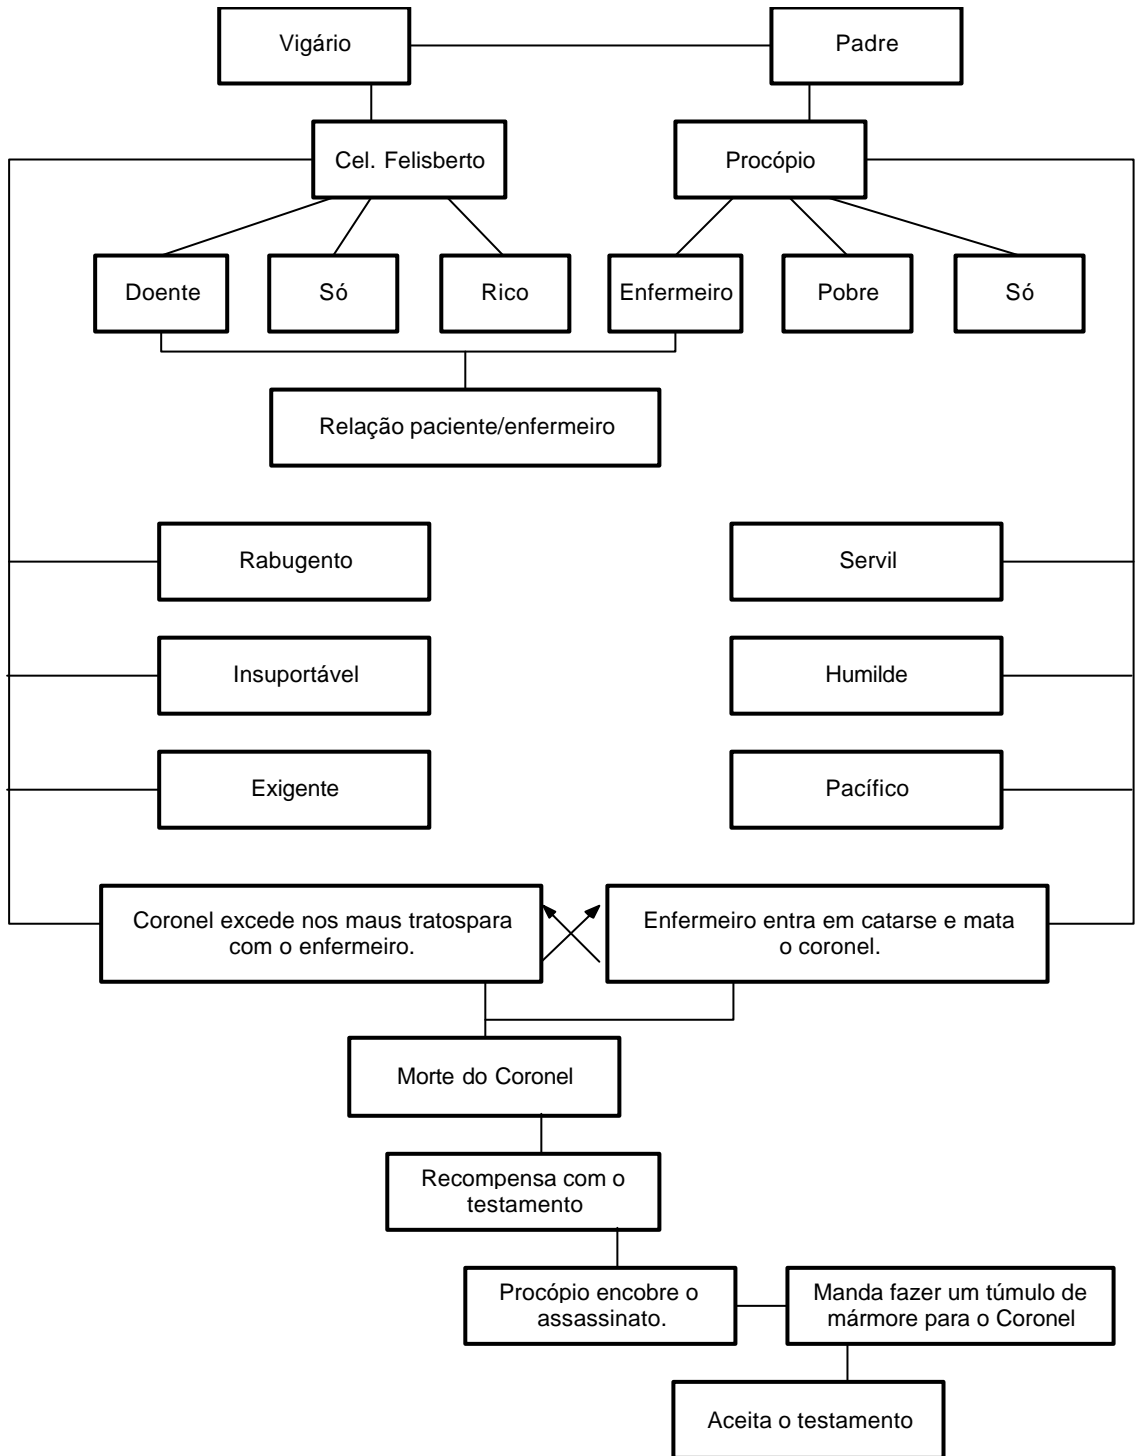 Vigário
Padre
Cel. Felisberto
Procópio
Doente
Só
Rico
Enfermeiro
Pobre
Só
Relação paciente/enfermeiro
Rabugento
Servil
Insuportável
Humilde
Exigente
Pacífico
Coronel excede nos maus tratospara
com o enfermeiro.
Enfermeiro entra em catarse e mata
o coronel.
Morte do Coronel
Recompensa com o
testamento
Procópio encobre o
assassinato.
Manda fazer um túmulo de
mármore para o Coronel
Aceita o testamento